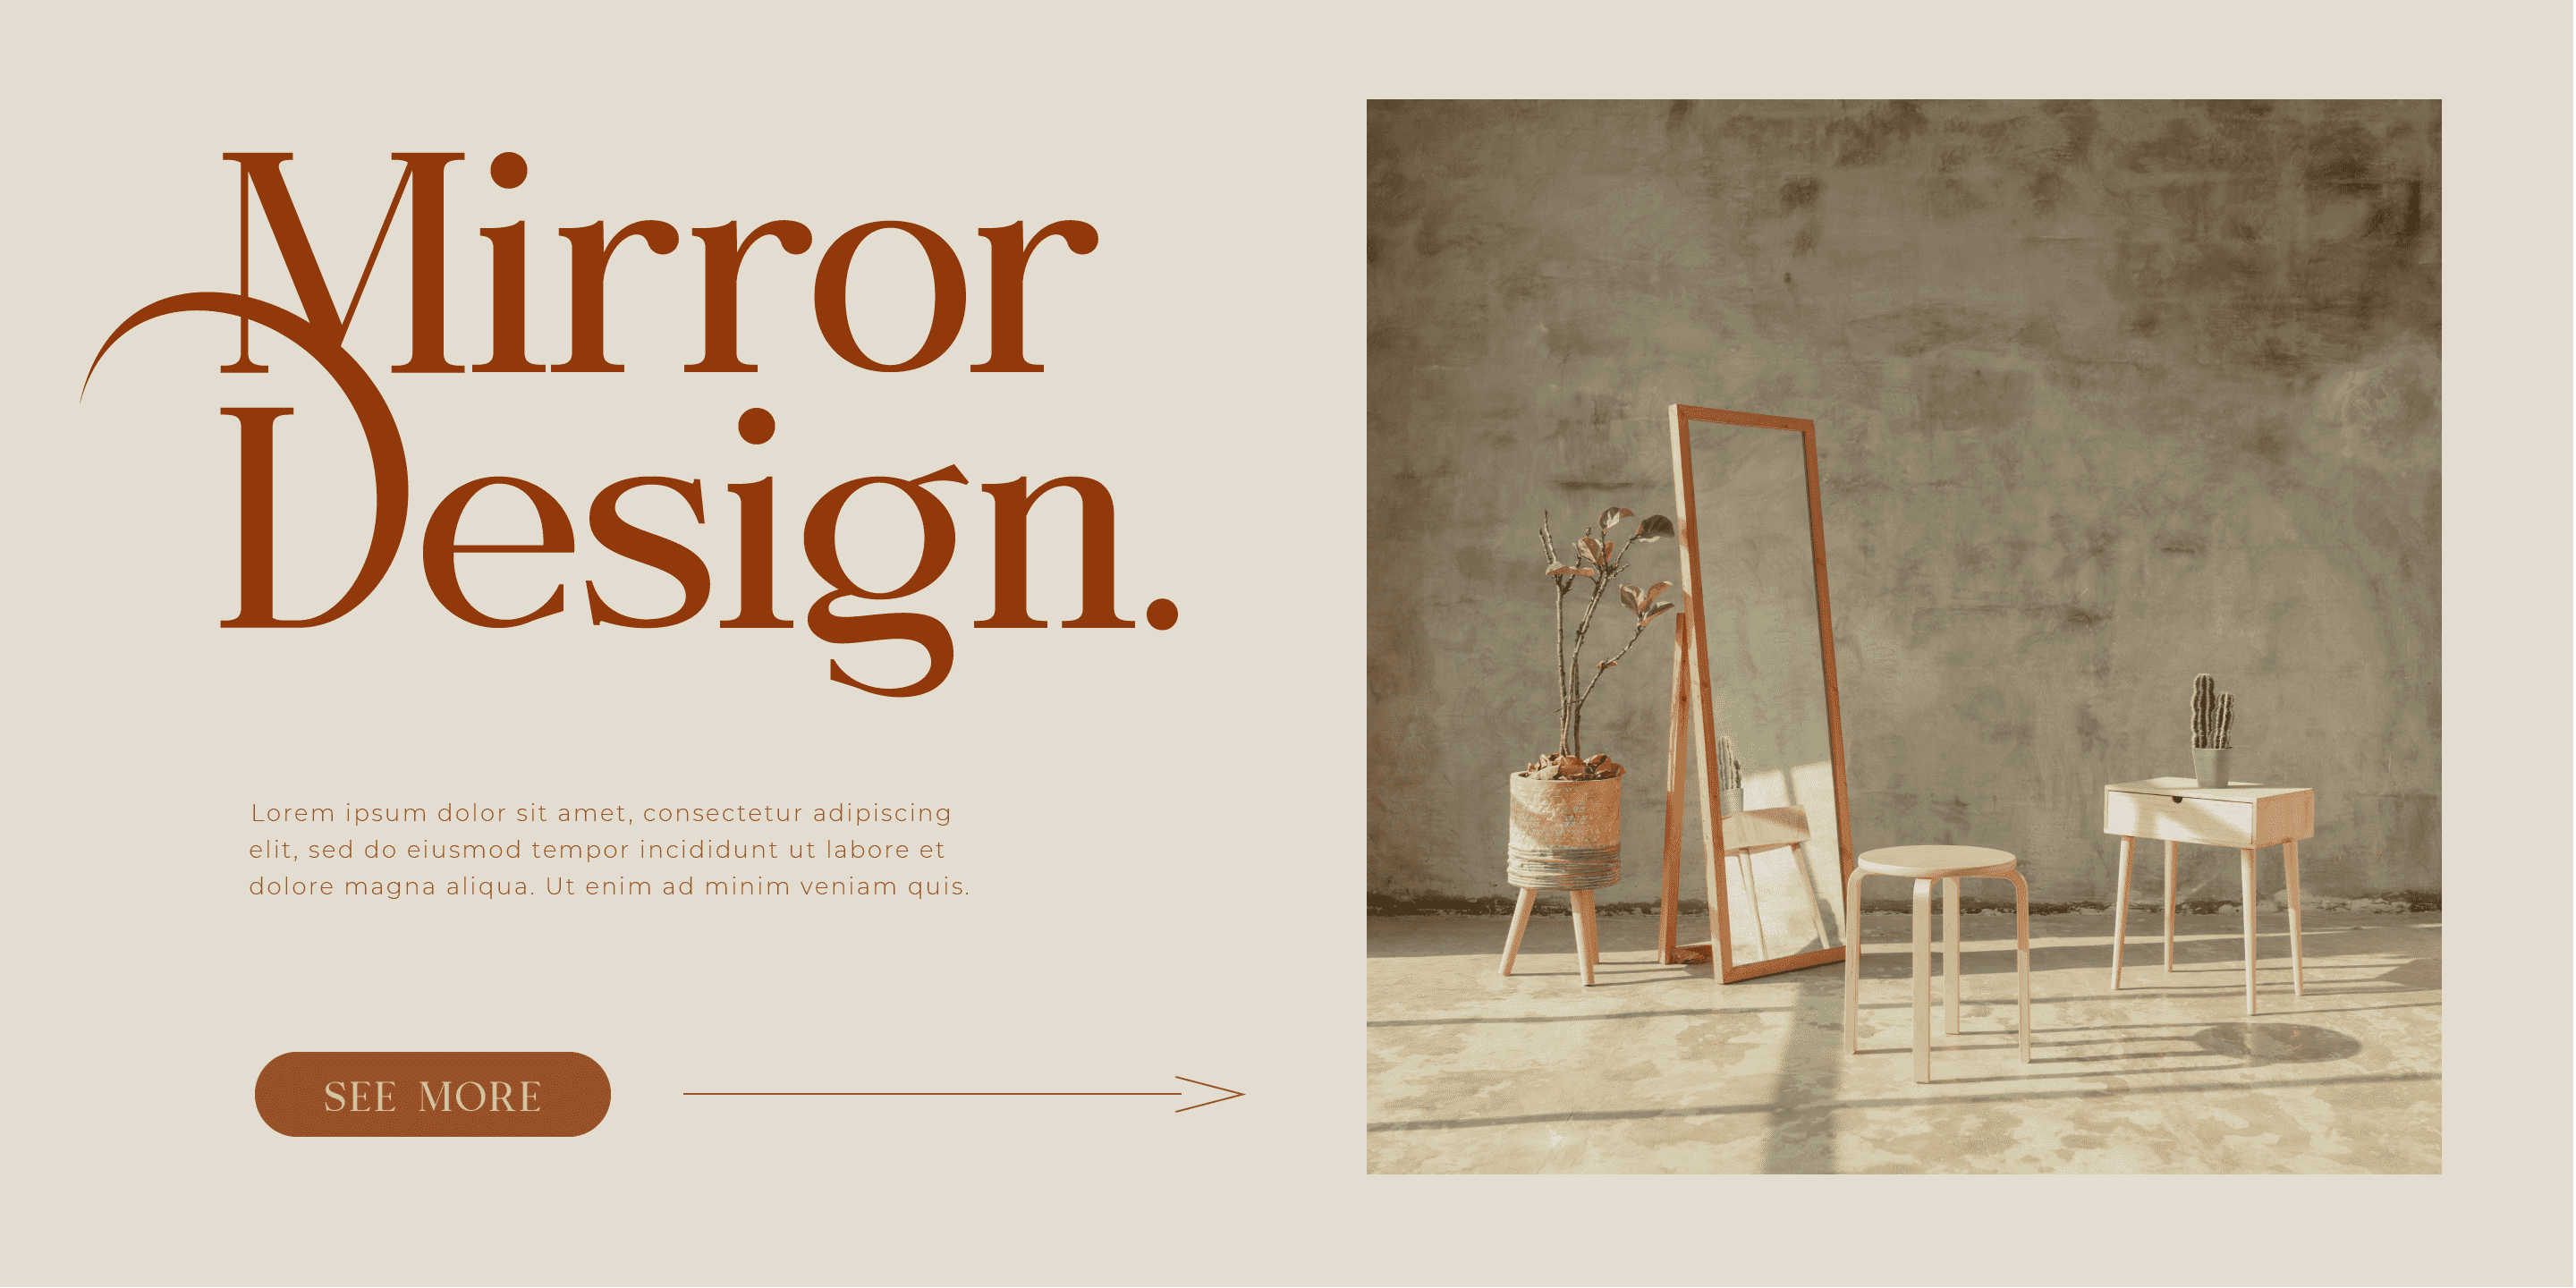 Mirror
Design.
Lorem ipsum dolor sit amet, consectetur adipiscing
elit, sed do eiusmod tempor incididunt ut labore et
dolore magna aliqua. Ut enim ad minim veniam quis.
SEE MORE